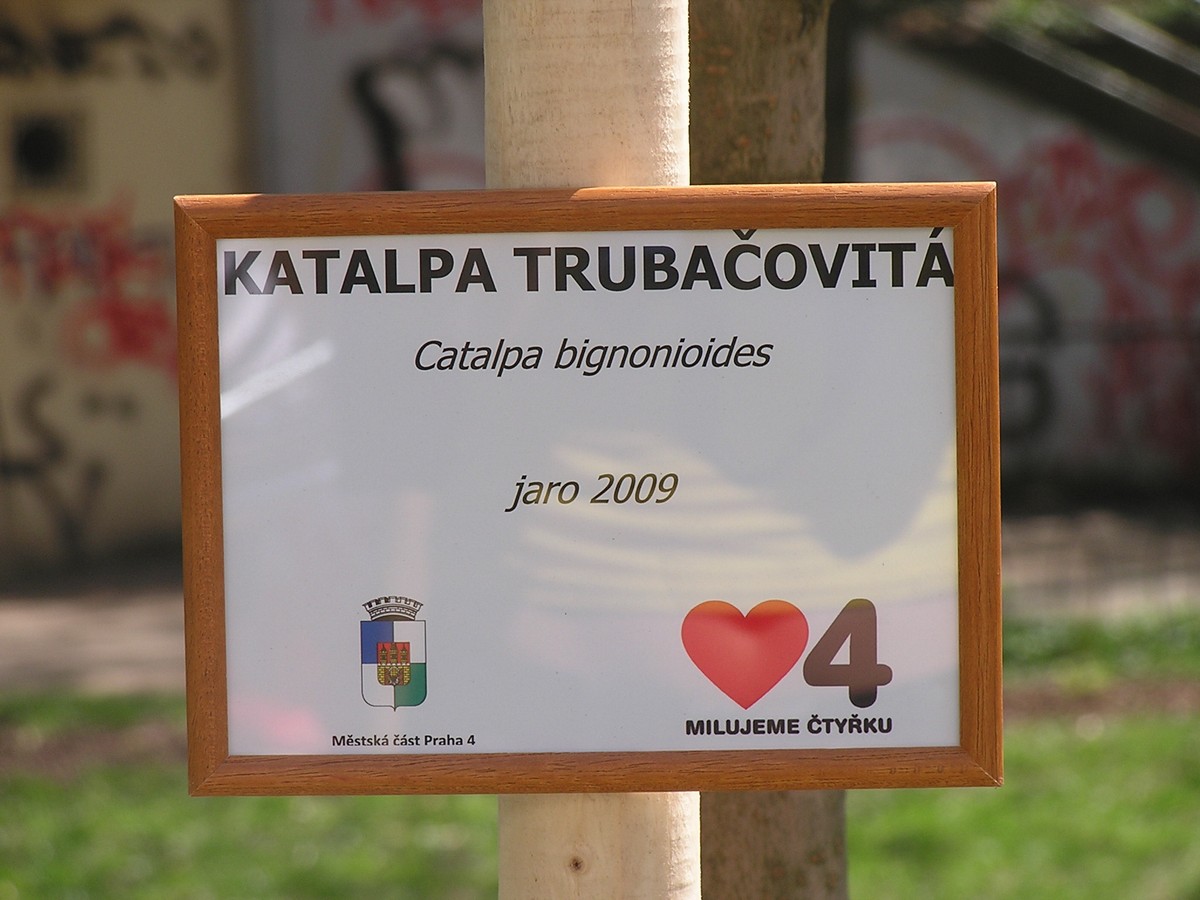 KATALPA TRUBAČOVITÁ
Catalpa bignonioides
jaro 2009
4
Městská část Praha 4
MILUJEME ČTYŘKU